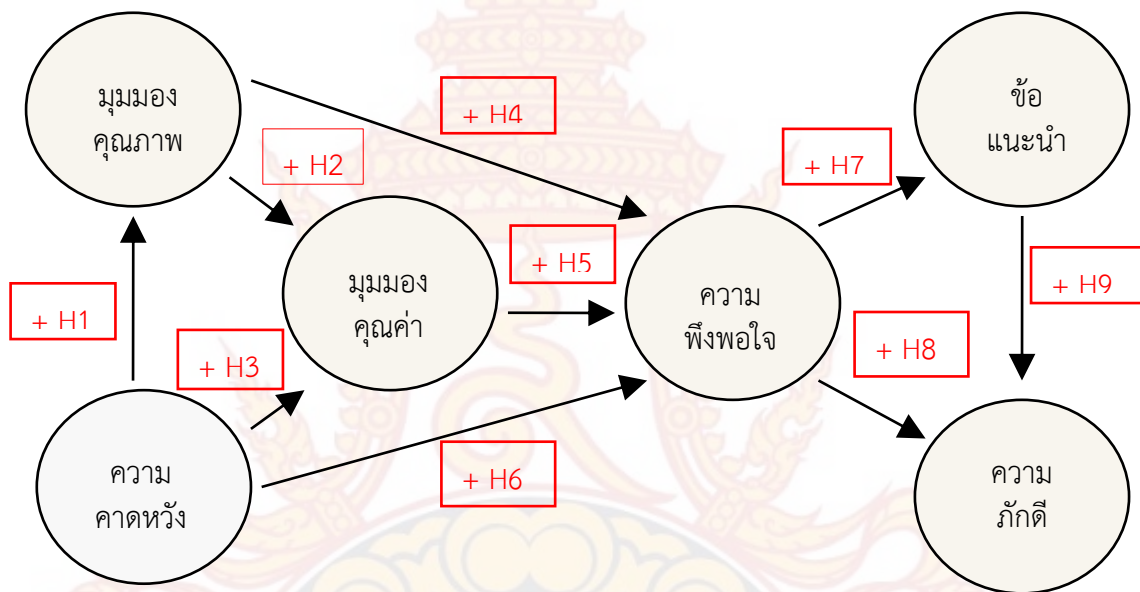 มุมมอง
คุณภาพ
+ H4
ข้อ
แนะนำ
+ H2
+ H7
มุมมอง
คุณค่า
+ H5
ความ
พึงพอใจ
+ H9
+ H1
+ H3
+ H8
ความ
คาดหวัง
+ H6
ความ
ภักดี